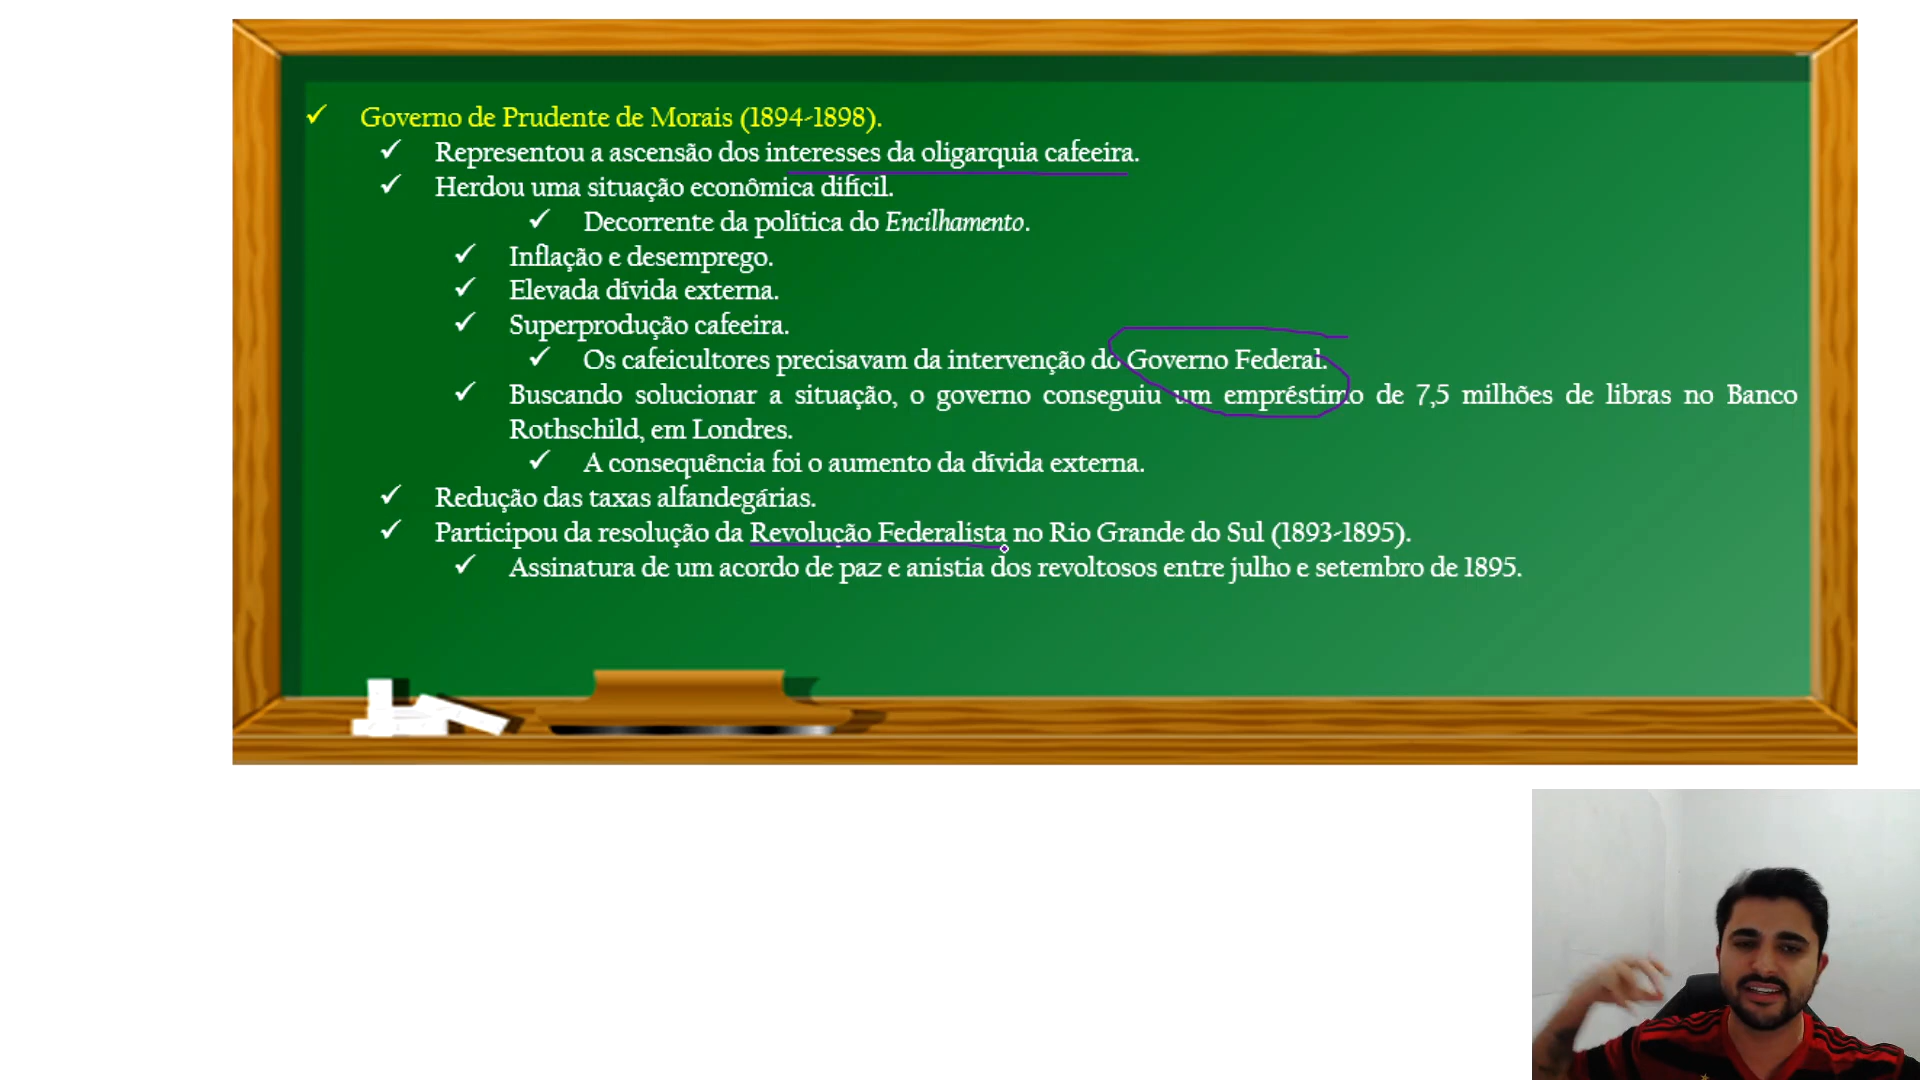 Governo de Prudente de Morais (1894-1898).
Representou a ascensão dos interesses da oligarquia cafeeira.
Herdou uma situação econômica difícil.
Decorrente da política do Encilhamento.
Inflação e desemprego.
Elevada dívida externa.
Superprodução cafeeira.
Os cafeicultores precisavam da intervenção do Governo Federal.
Buscando solucionar a situação, o governo conseguiu um empréstimo de 7,5 milhões de libras no Banco
Rothschild, em Londres.
A consequência foi o aumento da dívida externa.
Redução das taxas alfandegárias.
Participou da resolução da Revolução Federalista no Rio Grande do Sul (1893-1895).
Assinatura de um acordo de paz e anistia dos revoltosos entre julho e setembro de 1895.